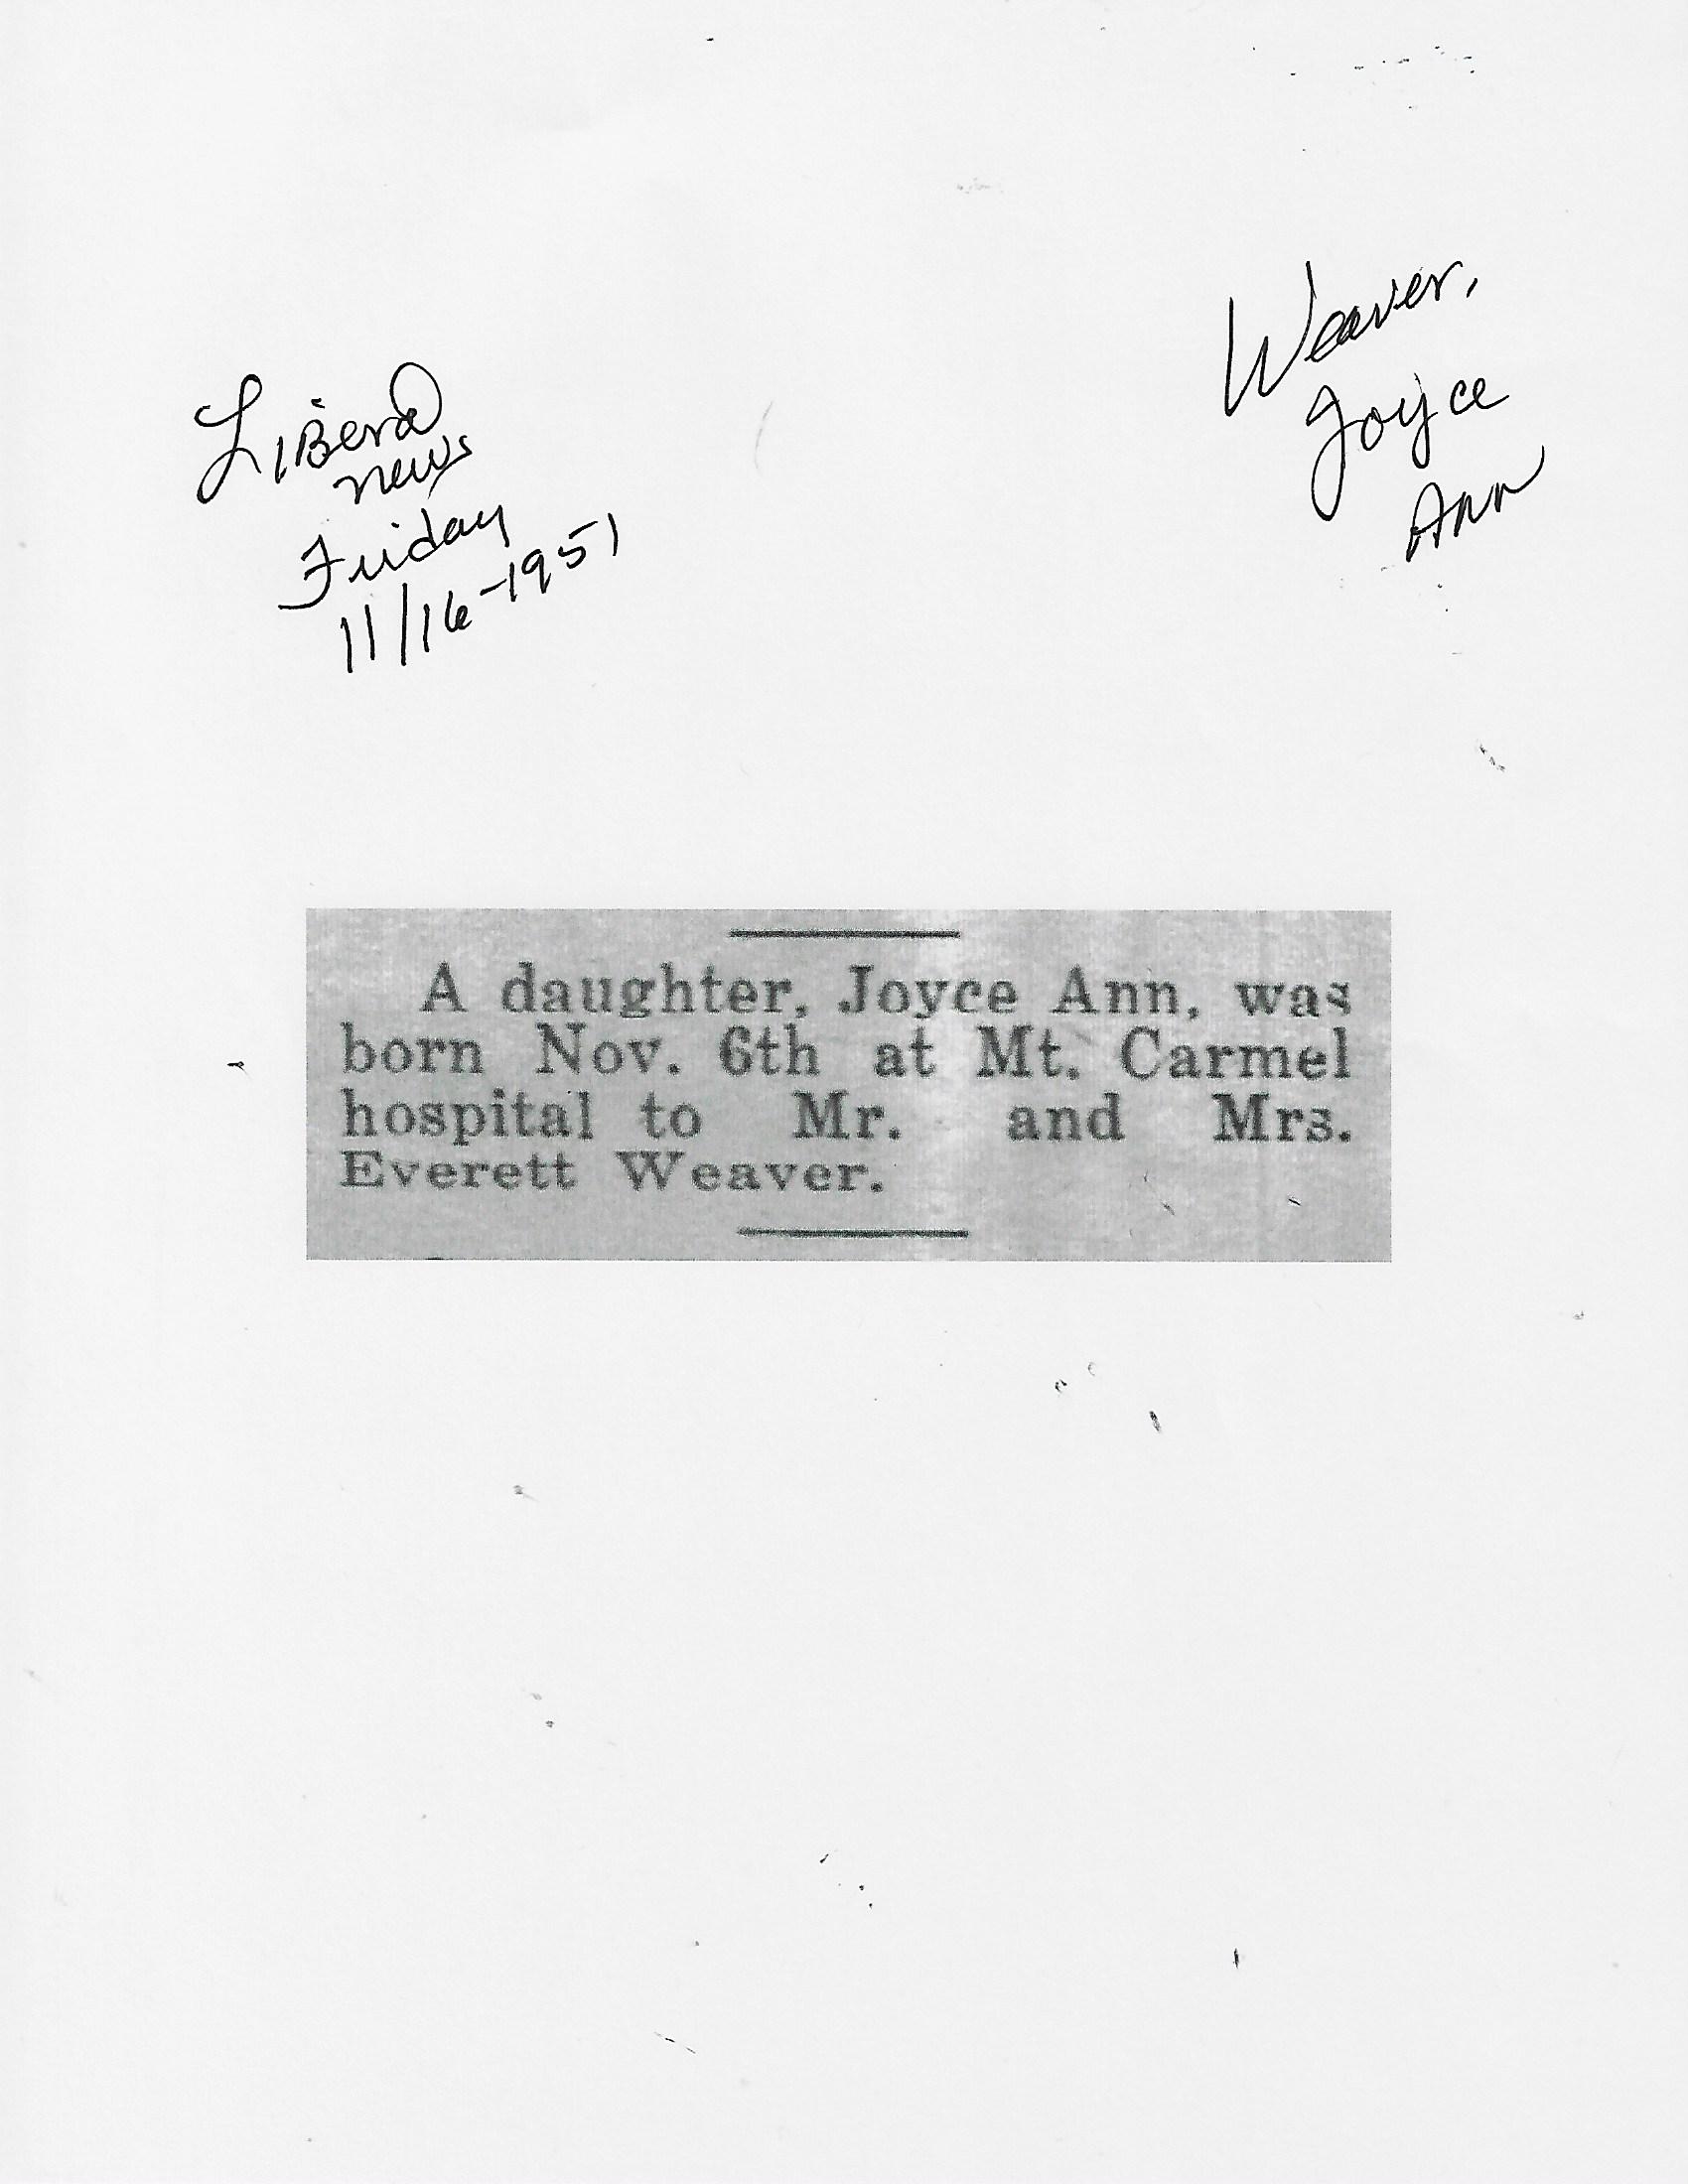 Weaver,
Joyce
Ann
Liberal
news
Friday
11/16-1951
A daughter, Joyce Ann, was
born Nov. 6th at Mt. Carmel
hospital to Mr. and Mrs.
Everett Weaver.